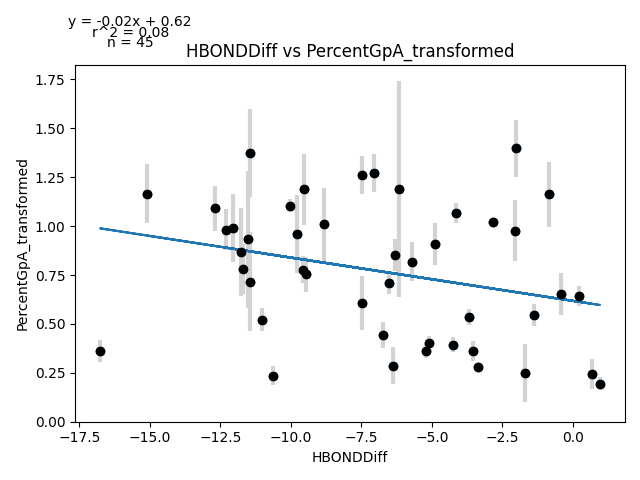 y = -0.02x + 0.62
r^2 = 0.08
n = 45
HBONDDiff vs PercentGpA_transformed
PercentGpA_transformed
1.75
1.50
1.25
1.00
0.75
0.50
0.25
0.00
−17.5 −15.0 −12.5 −10.0 −7.5 −5.0 −2.5 0.0
HBONDDiff